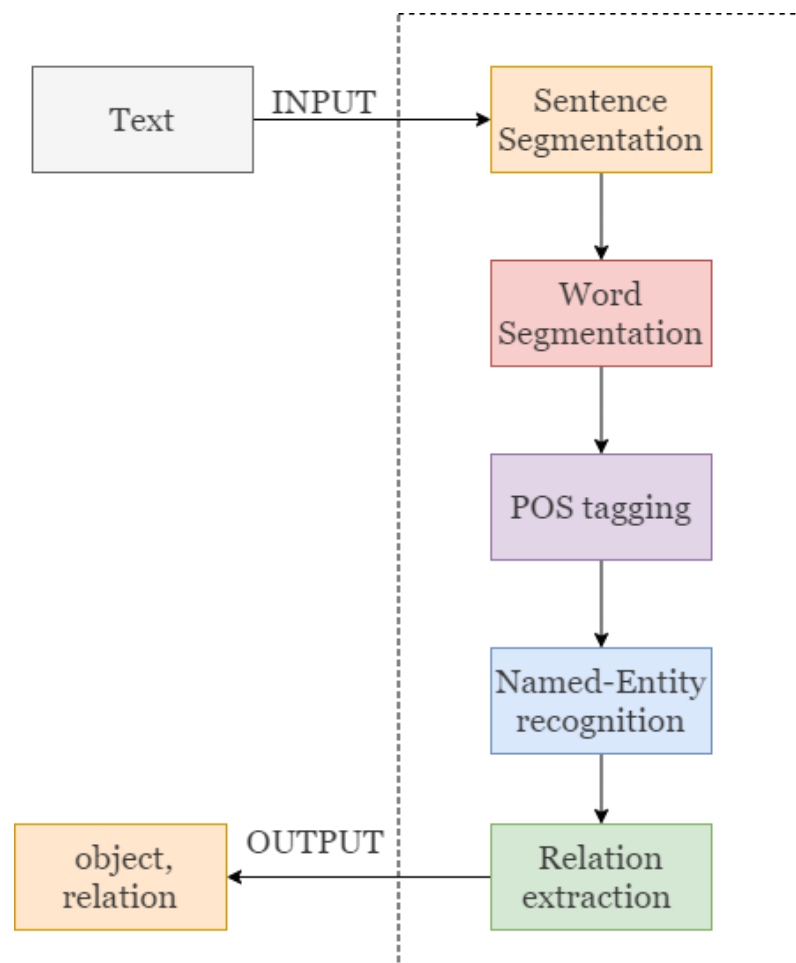 Text
INPUT
Sentence
Segmentation
Word
Segmentation
POS tagging
Named-Entity
recognition
Relation
extraction
OUTPUT
object,
relation